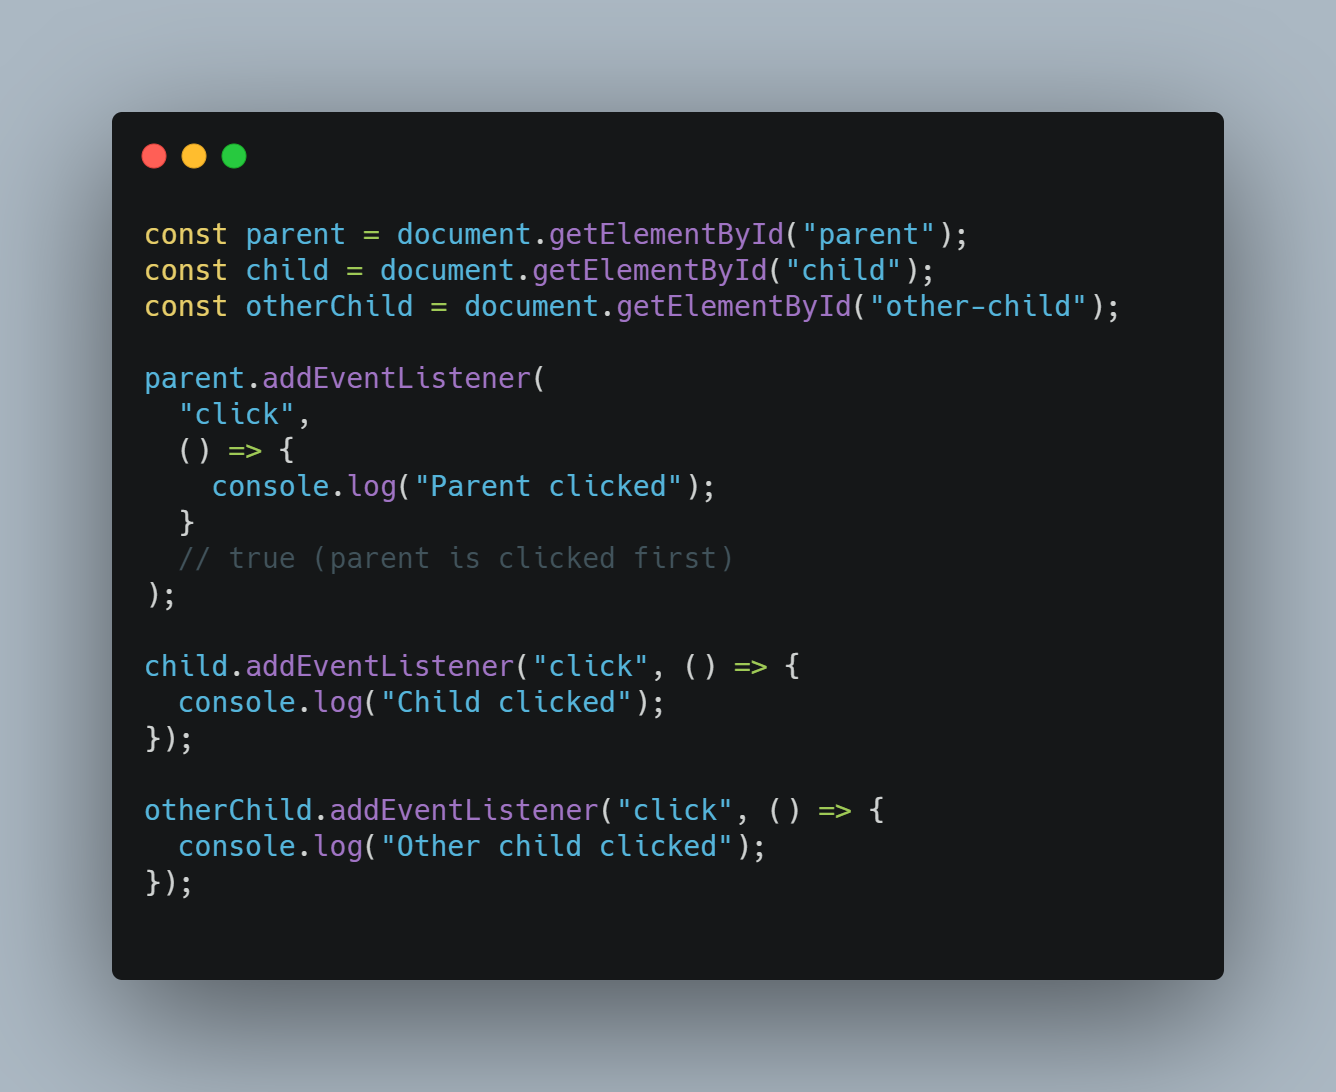 const parent = document.getElementById("parent");
const child = document.getElementById("child");
const otherChild = document.getElementById("other-child");

parent.addEventListener(
  "click",
  () => {
    console.log("Parent clicked");
  }
  // true (parent is clicked first)
);

child.addEventListener("click", () => {
  console.log("Child clicked");
});

otherChild.addEventListener("click", () => {
  console.log("Other child clicked");
});